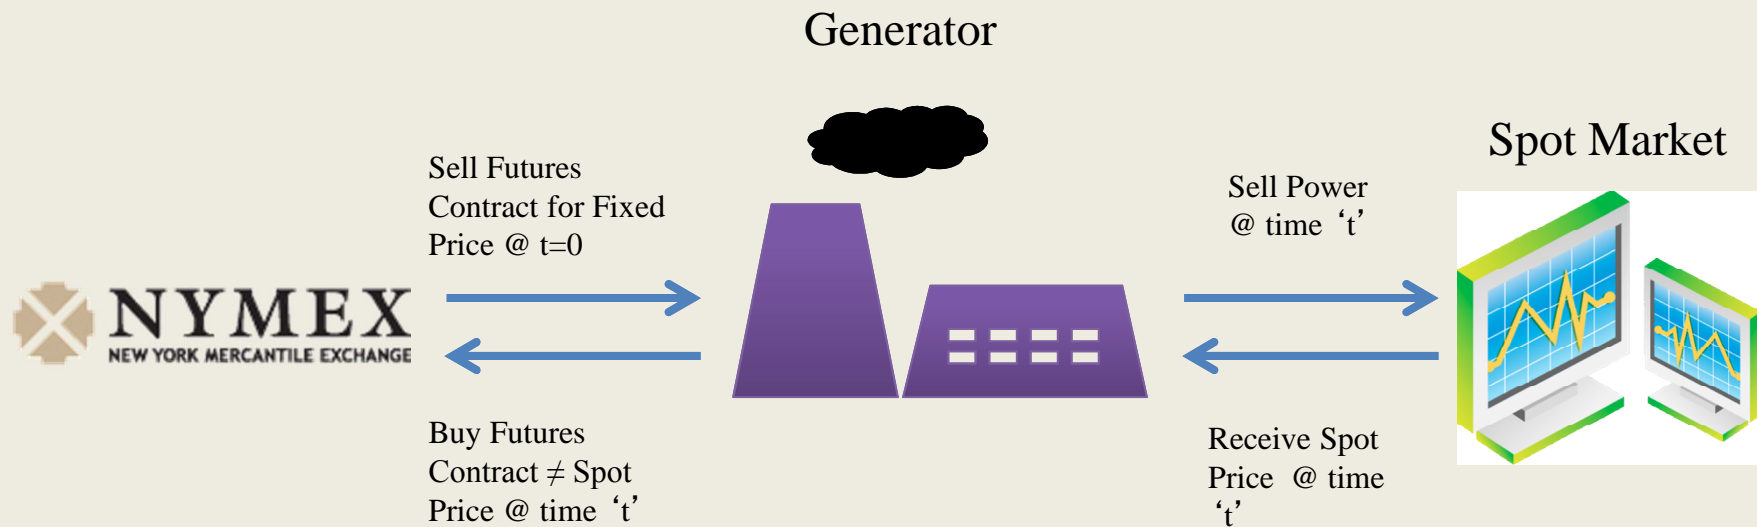 Generator
Spot Market
Sell Futures
Contract for Fixed
Price @ t=0
Sell Power
@ time ‘t’
NYMEX
NEW YORK MERCANTILE EXCHANGE
Buy Futures
Contract ≠ Spot
Price @ time ‘t’
Receive Spot
Price @ time
‘t’